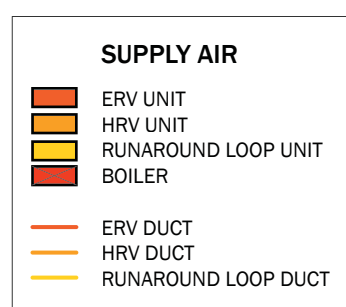 SUPPLY AIR
ERV UNIT
HRV UNIT
RUNAROUND LOOP UNIT
BOILER
ERV DUCT
HRV DUCT
RUNAROUND LOOP DUCT